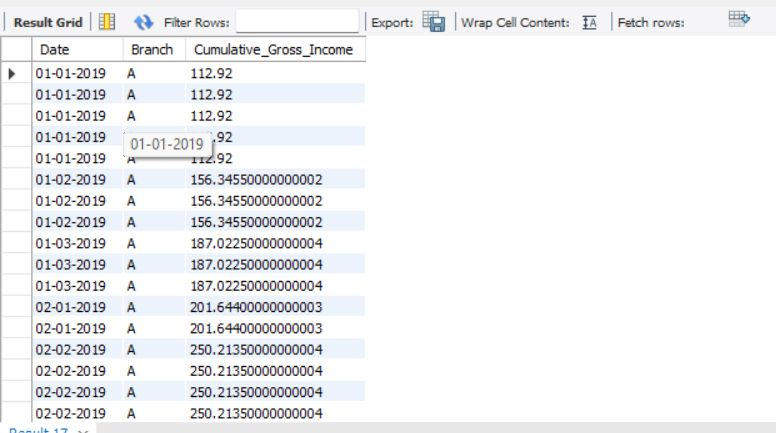 Result Grid Filter Rows: Export: Wrap Cell Content: Fetch rows:
Date Branch Cumulative_Gross_Income
01-01-2019 A 112.92
01-01-2019 A 112.92
01-01-2019 A 112.92
01-01-2019 .92
01-01-2019
01-01-2019 A 112.92
01-02-2019 A 156.34550000000002
01-02-2019 A 156.34550000000002
01-02-2019 A 156.34550000000002
01-03-2019 A 187.02250000000004
01-03-2019 A 187.02250000000004
01-03-2019 A 187.02250000000004
02-01-2019 A 201.64400000000003
02-01-2019 A 201.64400000000003
02-02-2019 A 250.21350000000004
02-02-2019 A 250.21350000000004
02-02-2019 A 250.21350000000004
02-02-2019 A 250.21350000000004
Result 17